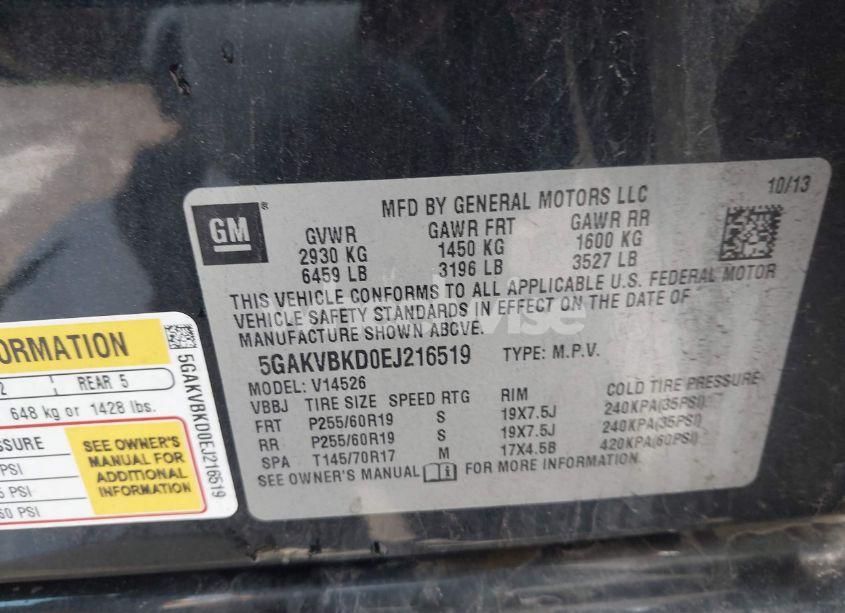 GM
®
MFD BY GENERAL MOTORS LLC
10/13
GVWR GAWR FRT GAWR RR
2930 KG 1450 KG 1600 KG
6459 LB 3196 LB 3527 LB
THIS VEHICLE CONFORMS TO ALL APPLICABLE U.S. FEDERAL MOTOR
VEHICLE SAFETY STANDARDS IN EFFECT ON THE DATE OF
MANUFACTURE SHOWN ABOVE.
5GAKVBKD0EJ216519 TYPE: M.P.V.
MODEL: V14526
VBBJ TIRE SIZE SPEED RTG RIM COLD TIRE PRESSURE
FRT P255/60R19 S 19X7.5J 240KPA(35PSI)
RR P255/60R19 S 19X7.5J 240KPA(35PSI)
SPA T145/70R17 M 17X4.5B 420KPA(60PSI)
SEE OWNER'S MANUAL FOR MORE INFORMATION.
ORMATION
2 REAR 5
648 kg or 1428 lbs.
SSURE
PSI
PSI
60 PSI
SEE OWNER'S
MANUAL FOR
ADDITIONAL
INFORMATION
5GAKVBKD0EJ216519